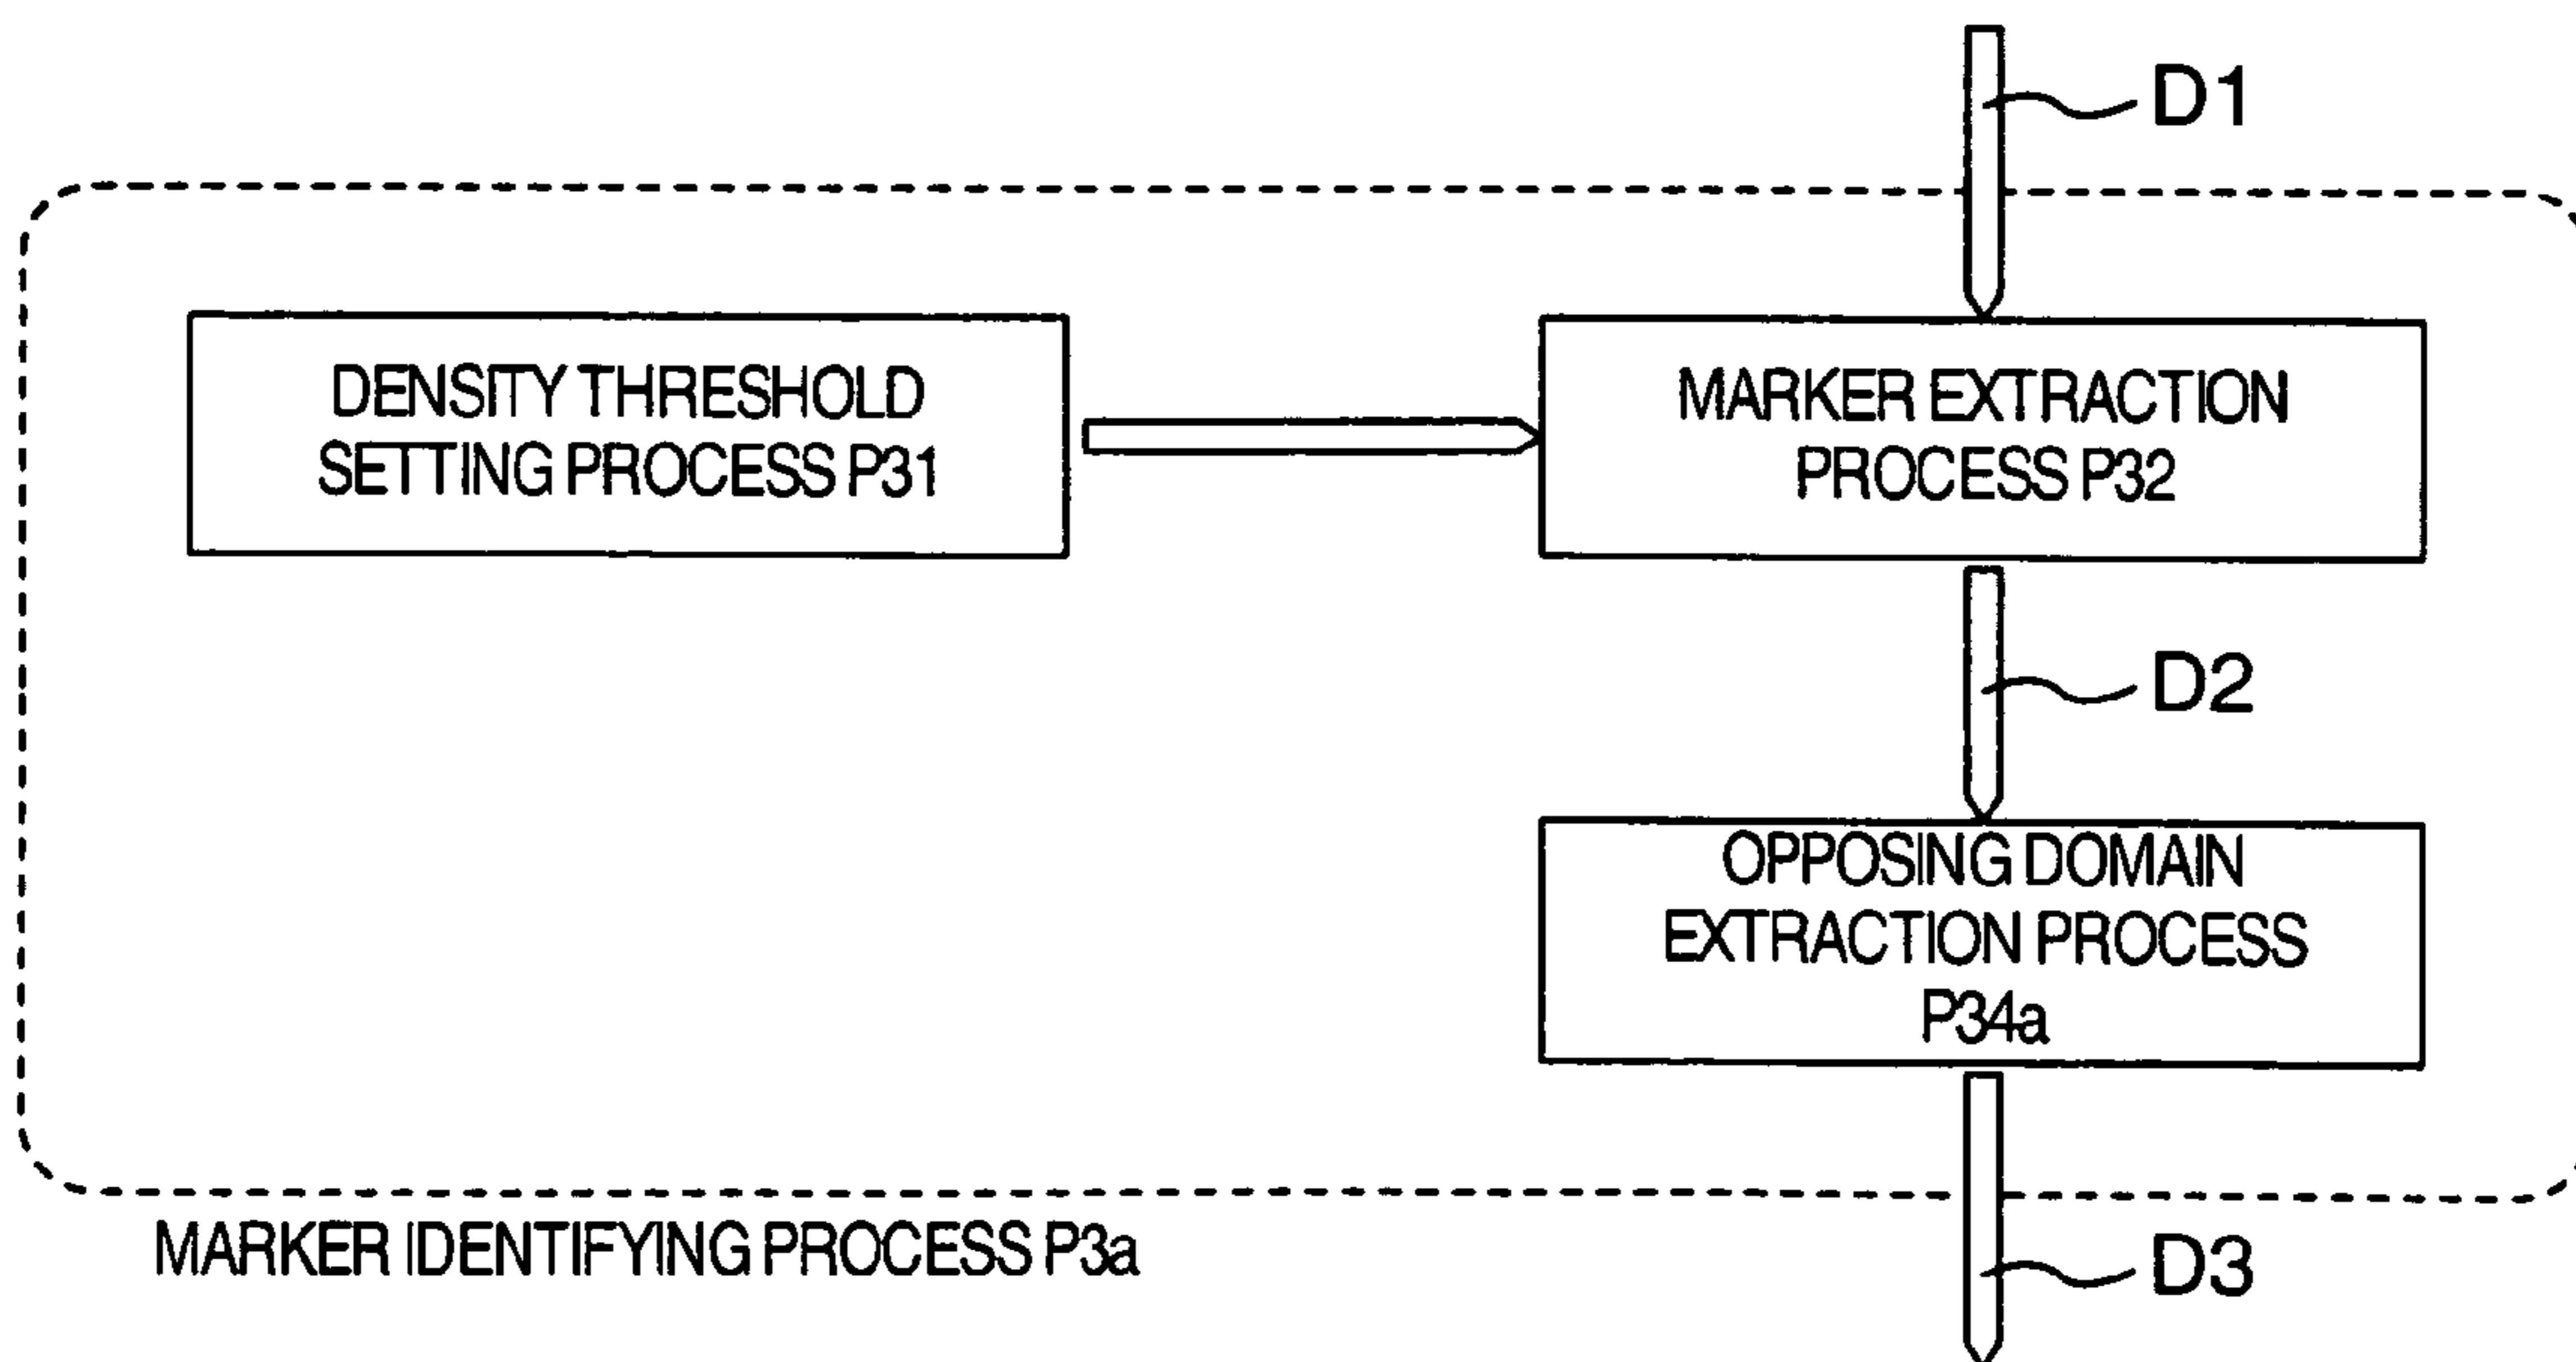 D1
DENSITY THRESHOLD
SETTING PROCESS P31
MARKER EXTRACTION
PROCESS P32
D2
OPPOSING DOMAIN
EXTRACTION PROCESS
P34a
MARKER IDENTIFYING PROCESS P3a
D3